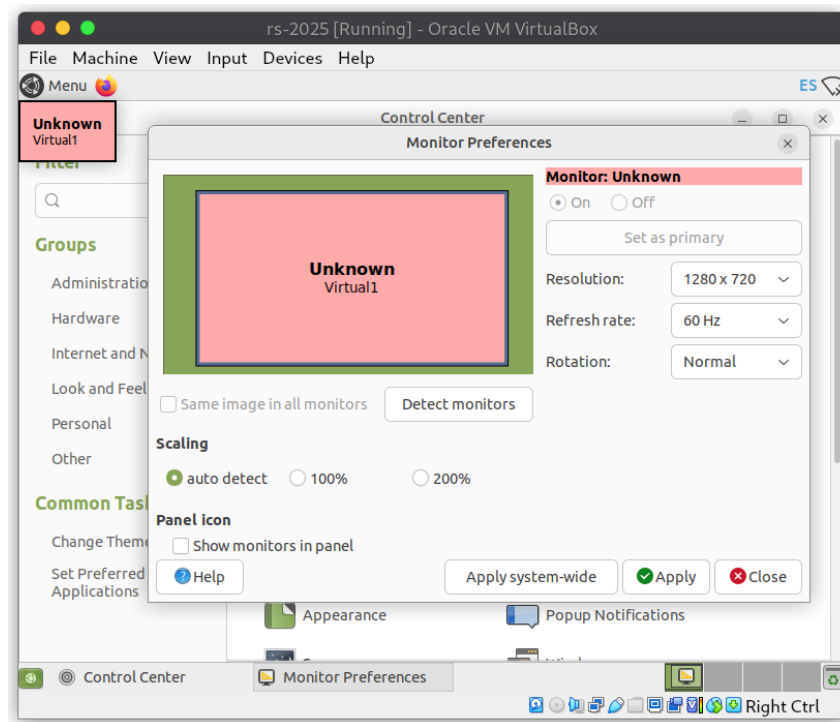 rs-2025 [Running] - Oracle VM VirtualBox
File Machine View Input Devices Help
Menu ES
Control Center
Unknown
Virtual1
Monitor Preferences
Filter
Groups
Administratio
Hardware
Internet and N
Look and Feel
Personal
Other
Common Tas
Change Theme
Set Preferred
Applications
Unknown
Virtual1
Monitor: Unknown
On Off
Set as primary
Resolution: 1280 x 720
Refresh rate: 60 Hz
Rotation: Normal
Same image in all monitors Detect monitors
Scaling
auto detect 100% 200%
Panel icon
Show monitors in panel
Help Apply system-wide Apply Close
Appearance Popup Notifications
Control Center Monitor Preferences
Right Ctrl